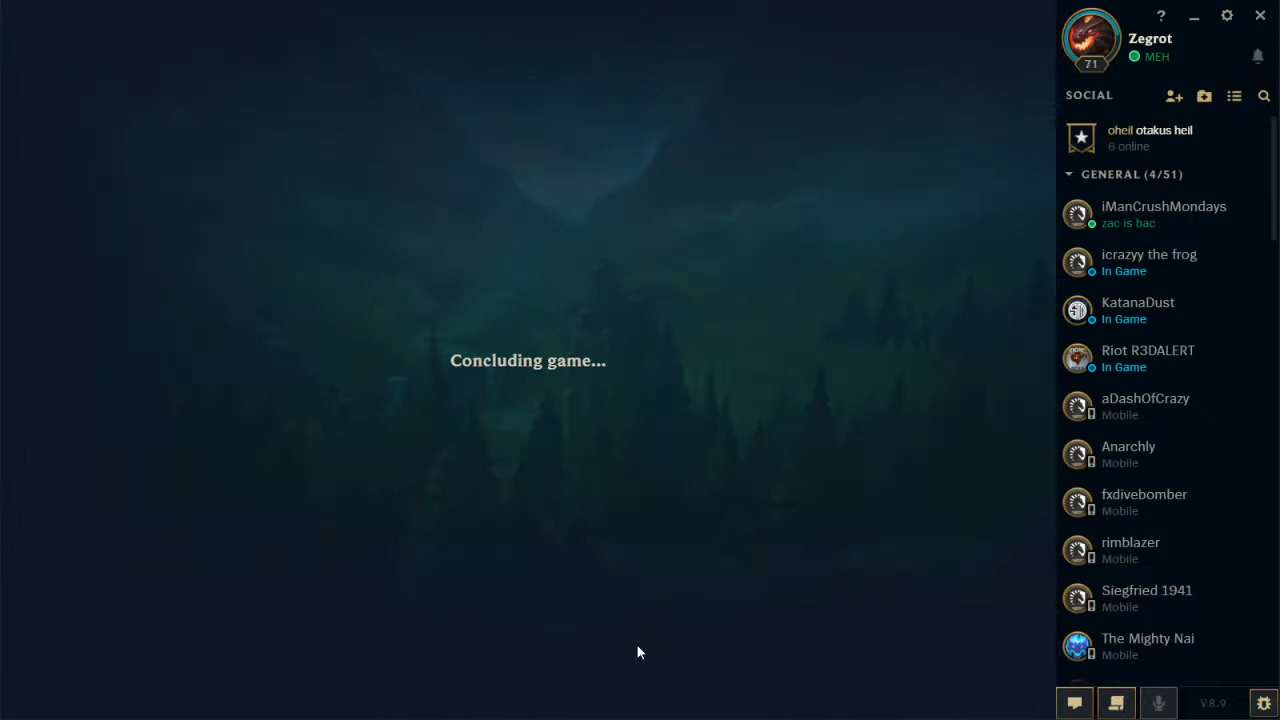 ?
Zegrot
MEH
71
SOCIAL
oheil otakus heil
6 online
GENERAL (4/51)
iManCrushMondays
zac is bac
icrazyy the frog
In Game
KatanaDust
In Game
Riot R3DALERT
In Game
Concluding game...
aDashOfCrazy
Mobile
Anarchly
Mobile
fxdivebomber
Mobile
rimblazer
Mobile
Siegfried 1941
Mobile
The Mighty Nai
Mobile
V8.9